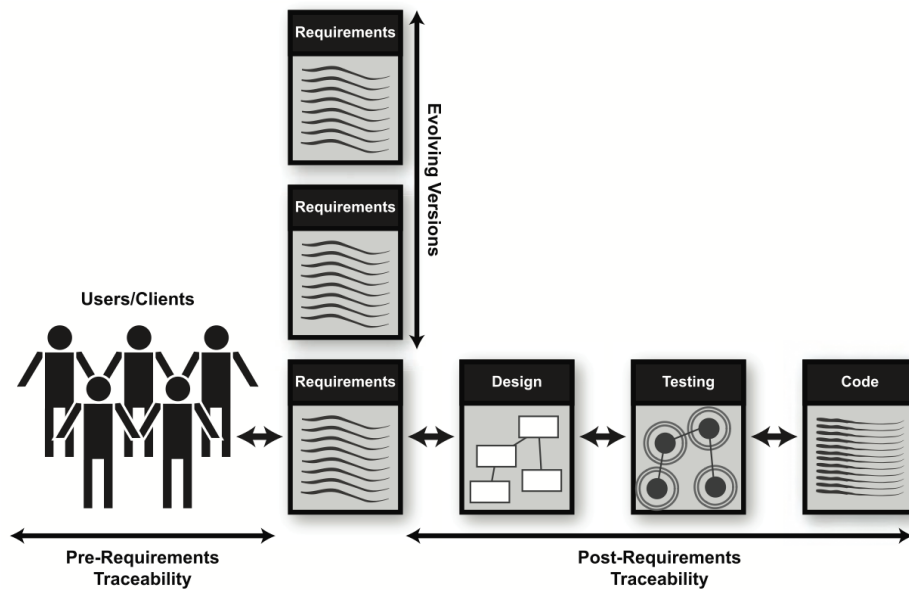 Requirements
Evolving Versions
Requirements
Users/Clients
Requirements
Design
Testing
Code
Pre-Requirements
Traceability
Post-Requirements
Traceability